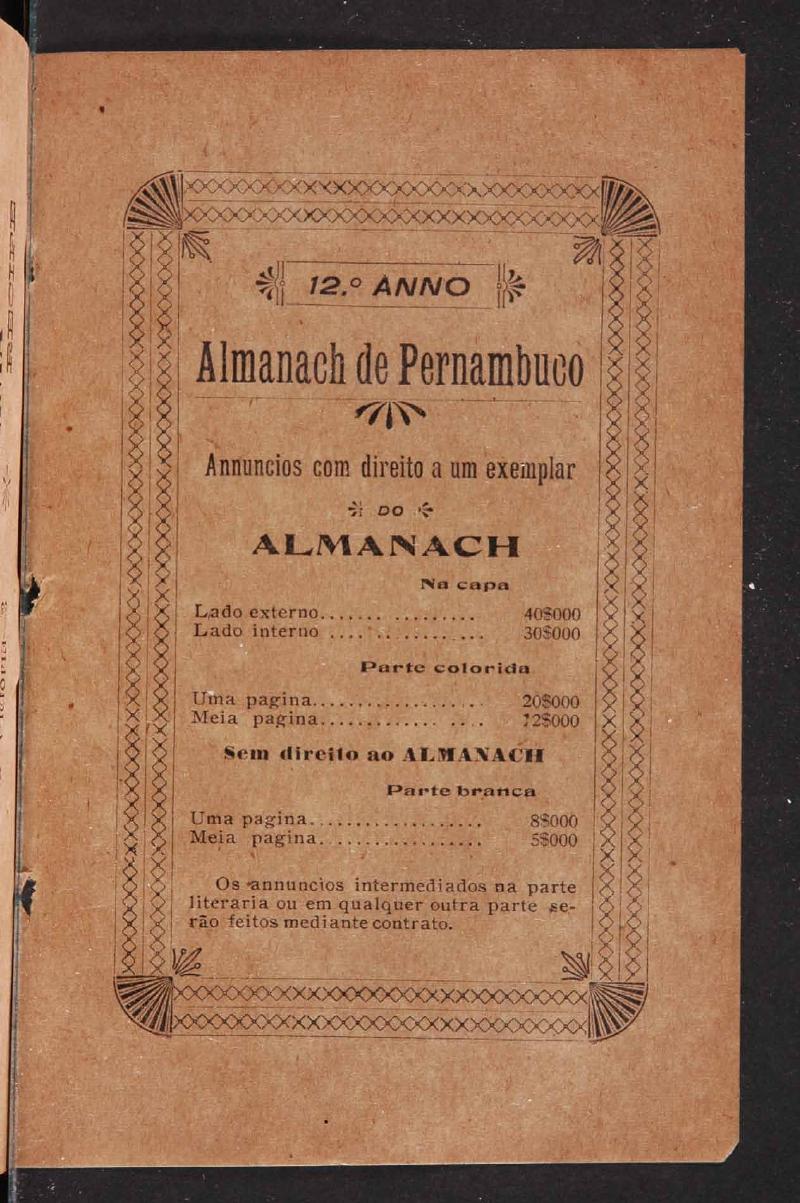 12.º ANNO
Almanach de Pernambuco
Annuncios com direito a um exemplar
DO
ALMANACH
Na capa
Lado externo.................. 40$000
Lado interno .................. 30$000
Parte colorida
Uma pagina.................. 20$000
Meia pagina.................. 12$000
Sem direito ao ALMANACH
Parte branca
Uma pagina.................. 8$000
Meia pagina.................. 5$000
Os annuncios intermediados na parte
literaria ou em qualquer outra parte se-
rão feitos mediante contrato.